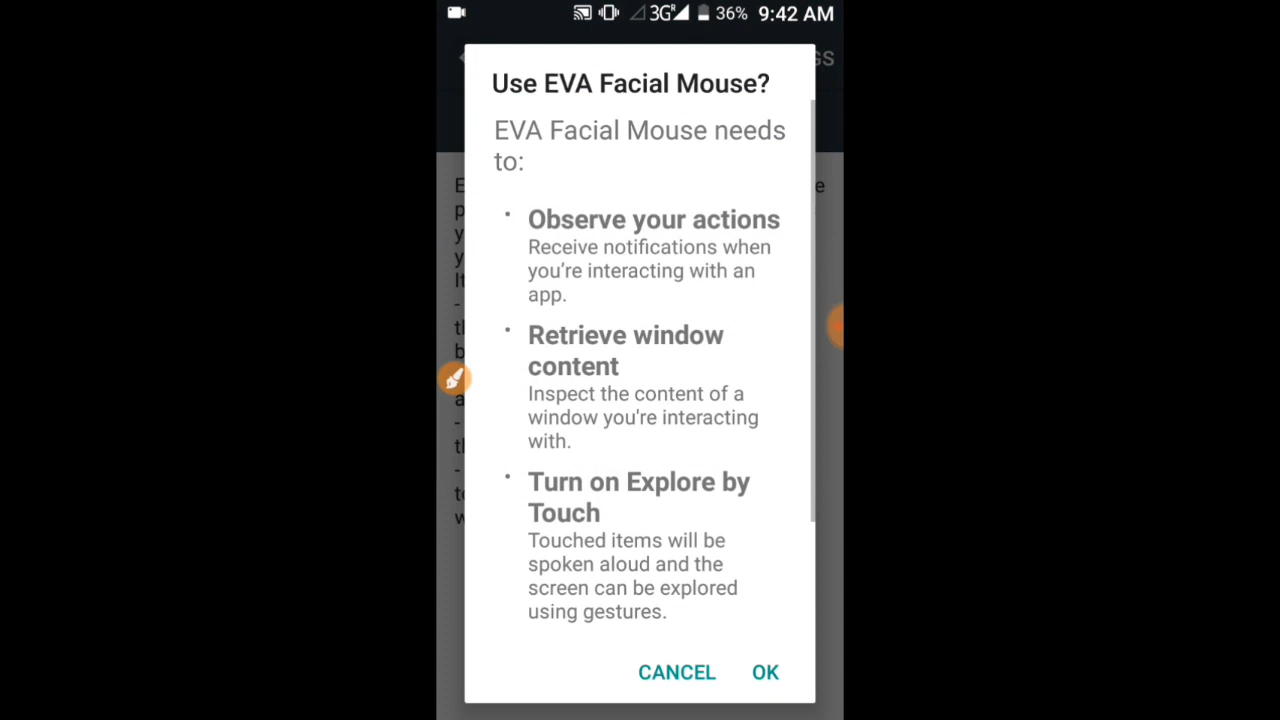 3G R 36% 9:42 AM
GS
Use EVA Facial Mouse?
EVA Facial Mouse needs
to:
• Observe your actions
Receive notifications when
you're interacting with an
app.
• Retrieve window
content
Inspect the content of a
window you're interacting
with.
• Turn on Explore by
Touch
Touched items will be
spoken aloud and the
screen can be explored
using gestures.
CANCEL OK